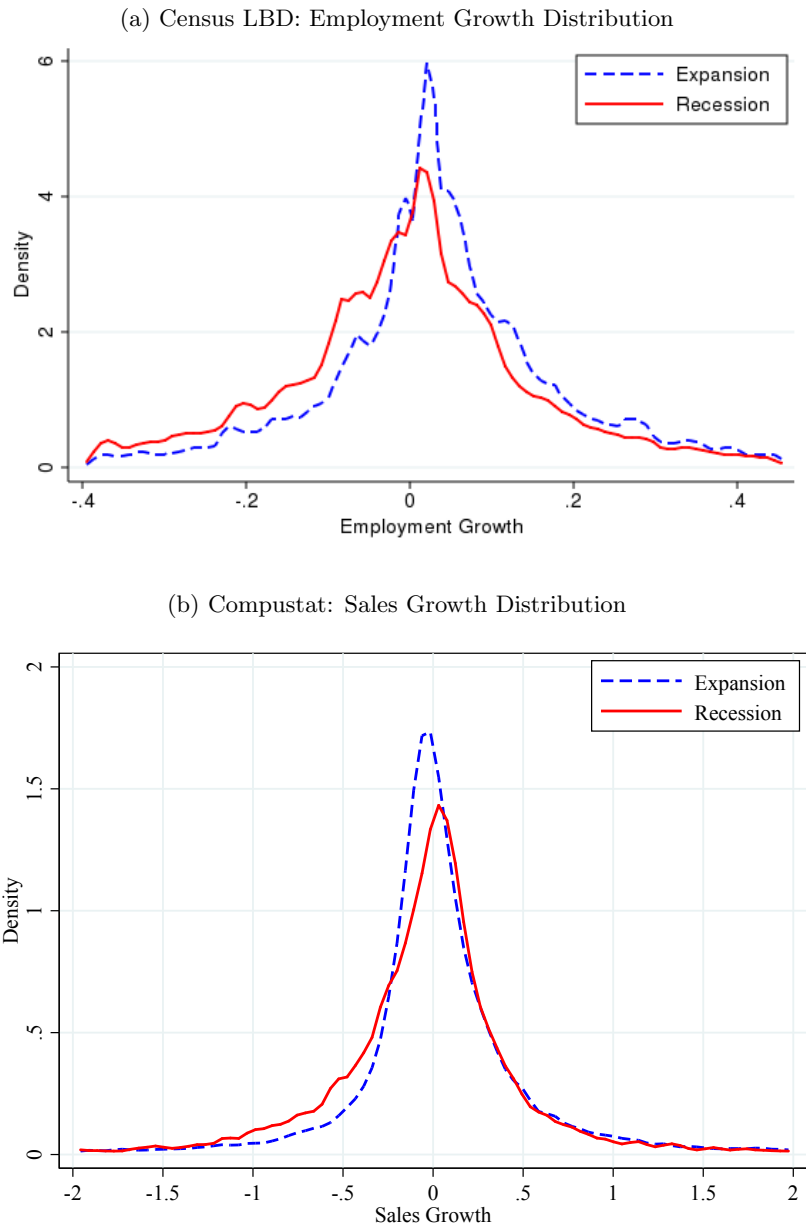 (a) Census LBD: Employment Growth Distribution
6
4
2
0
Density
Expansion
Recession
-.4
-.2
0
.2
.4
Employment Growth
(b) Compustat: Sales Growth Distribution
2
1.5
1
.5
0
Density
Expansion
Recession
-2
-1.5
-1
-.5
0
.5
1
1.5
2
Sales Growth